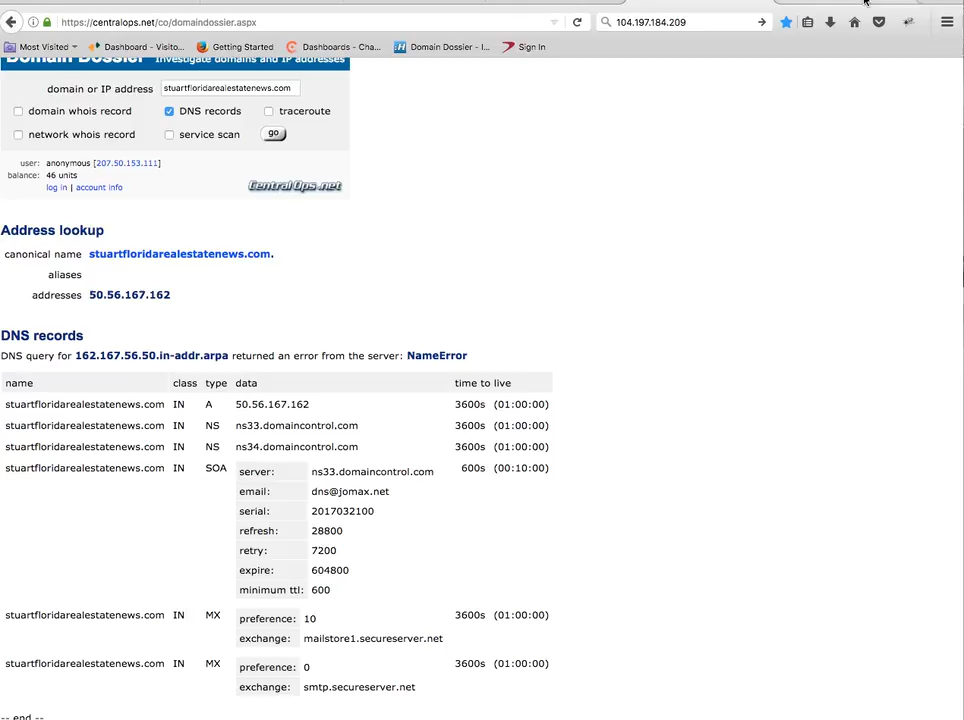 https://centralops.net/co/domaindossier.aspx
104.197.184.209
Most Visited
Dashboard - Visito...
Getting Started
Dashboards - Cha...
Domain Dossier - I...
Sign In
Domain Dossier Investigate domains and IP addresses
domain or IP address stuartfloridarealestatenews.com
domain whois record DNS records traceroute
network whois record service scan go
user: anonymous [207.50.153.111]
balance: 46 units
log in | account info
CentralOps.net
Address lookup
canonical name stuartfloridarealestatenews.com.
aliases
addresses 50.56.167.162
DNS records
DNS query for 162.167.56.50.in-addr.arpa returned an error from the server: NameError
name class type data time to live
stuartfloridarealestatenews.com IN A 50.56.167.162 3600s (01:00:00)
stuartfloridarealestatenews.com IN NS ns33.domaincontrol.com 3600s (01:00:00)
stuartfloridarealestatenews.com IN NS ns34.domaincontrol.com 3600s (01:00:00)
stuartfloridarealestatenews.com IN SOA server: ns33.domaincontrol.com 600s (00:10:00)
email: dns@jomax.net
serial: 2017032100
refresh: 28800
retry: 7200
expire: 604800
minimum ttl: 600
stuartfloridarealestatenews.com IN MX preference: 10 3600s (01:00:00)
exchange: mailstore1.secureserver.net
stuartfloridarealestatenews.com IN MX preference: 0 3600s (01:00:00)
exchange: smtp.secureserver.net
-- end --